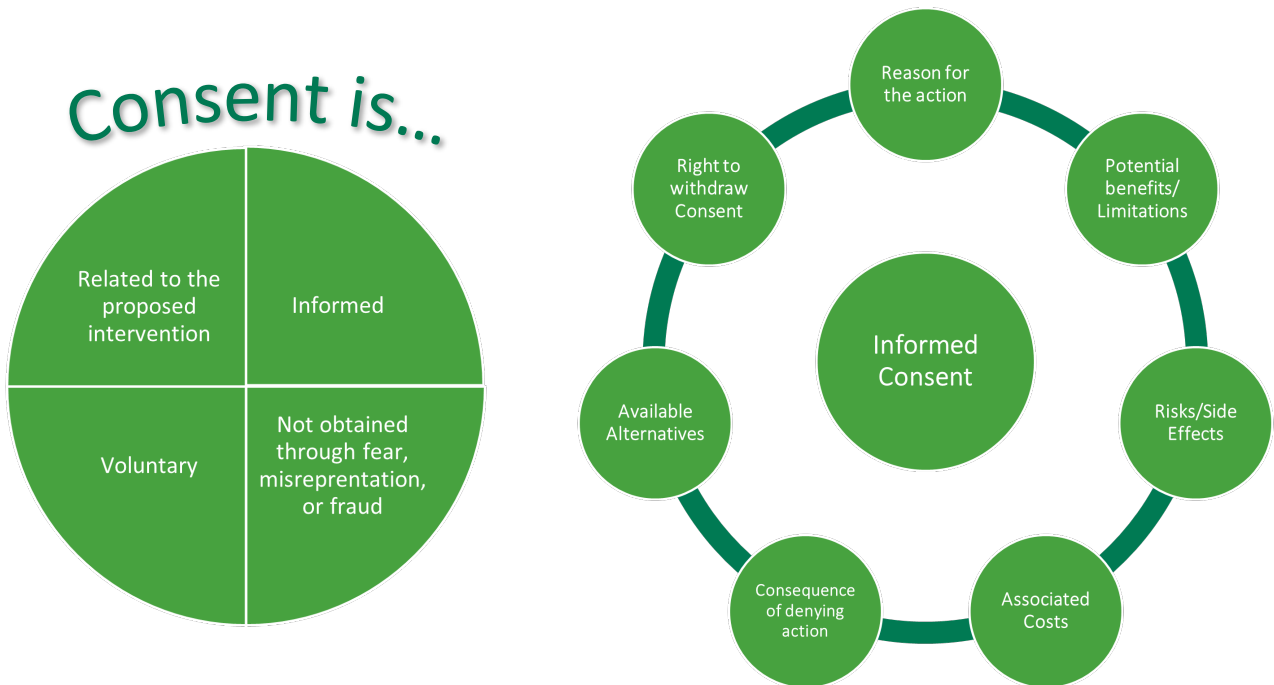 Consent is...
Related to the
proposed
intervention
Informed
Voluntary
Not obtained
through fear,
misreprentation,
or fraud
Reason for
the action
Potential
benefits/
Limitations
Risks/Side
Effects
Associated
Costs
Consequence
of denying
action
Available
Alternatives
Right to
withdraw
Consent
Informed
Consent